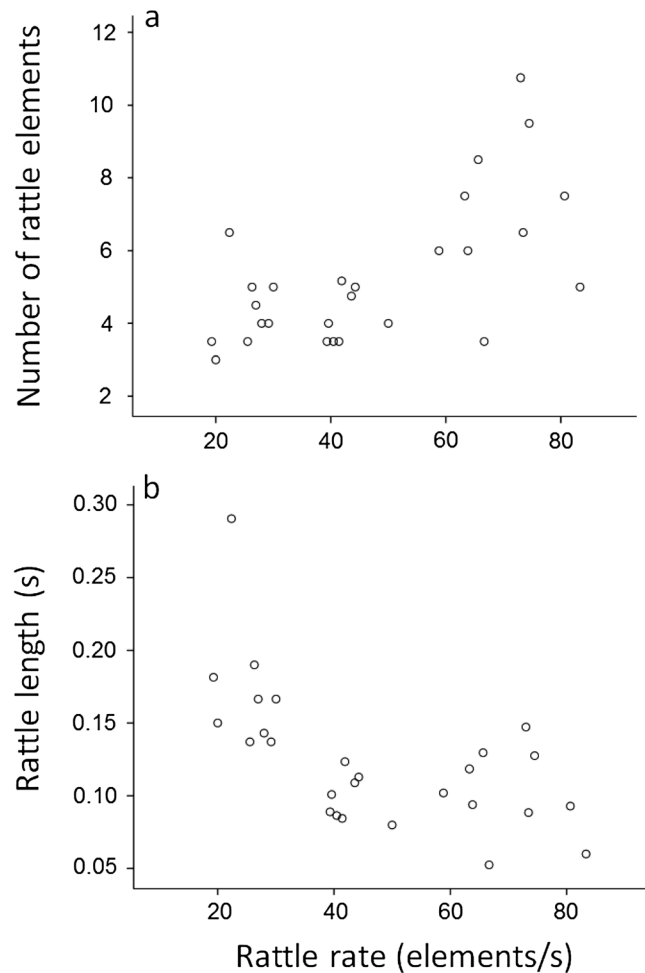 a
Number of rattle elements
12
10
8
6
4
2
20 40 60 80
b
Rattle length (s)
0.30
0.25
0.20
0.15
0.10
0.05
20 40 60 80
Rattle rate (elements/s)